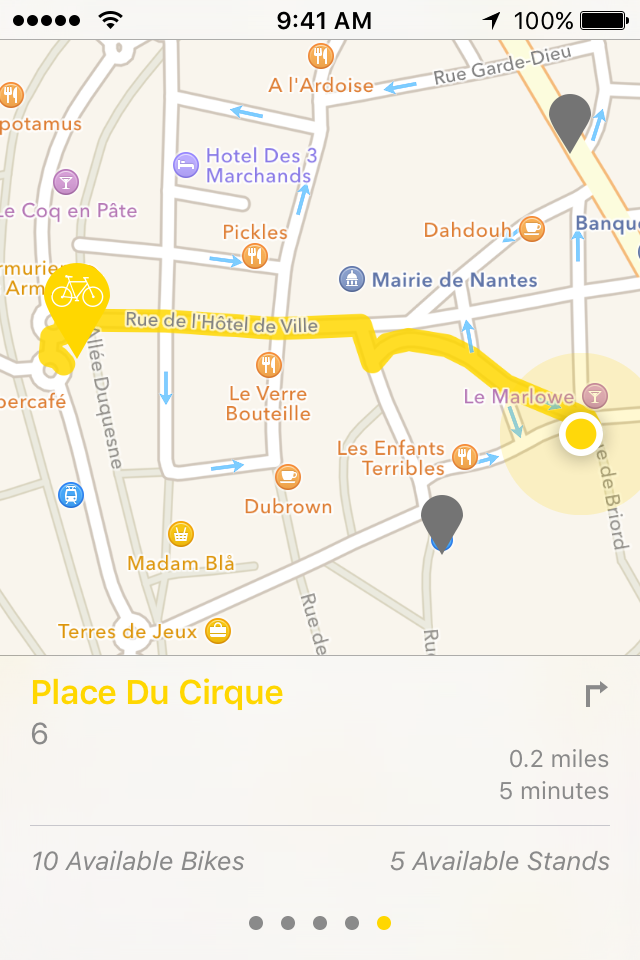 9:41 AM
100%
A l'Ardoise
Rue Garde-Dieu
potamus
Hotel Des 3
Marchands
Le Coq en Pâte
Pickles
Dahdouh
Banqu
rmurie
Arm
Mairie de Nantes
Rue de l'Hôtel de Ville
Allée Duquesne
Le Verre
Bouteille
Le Marlowe
percafé
Les Enfants
Terribles
e de Briord
Dubrown
Madam Blå
Terres de Jeux
Rue de
Rue
Place Du Cirque
6
0.2 miles
5 minutes
10 Available Bikes
5 Available Stands